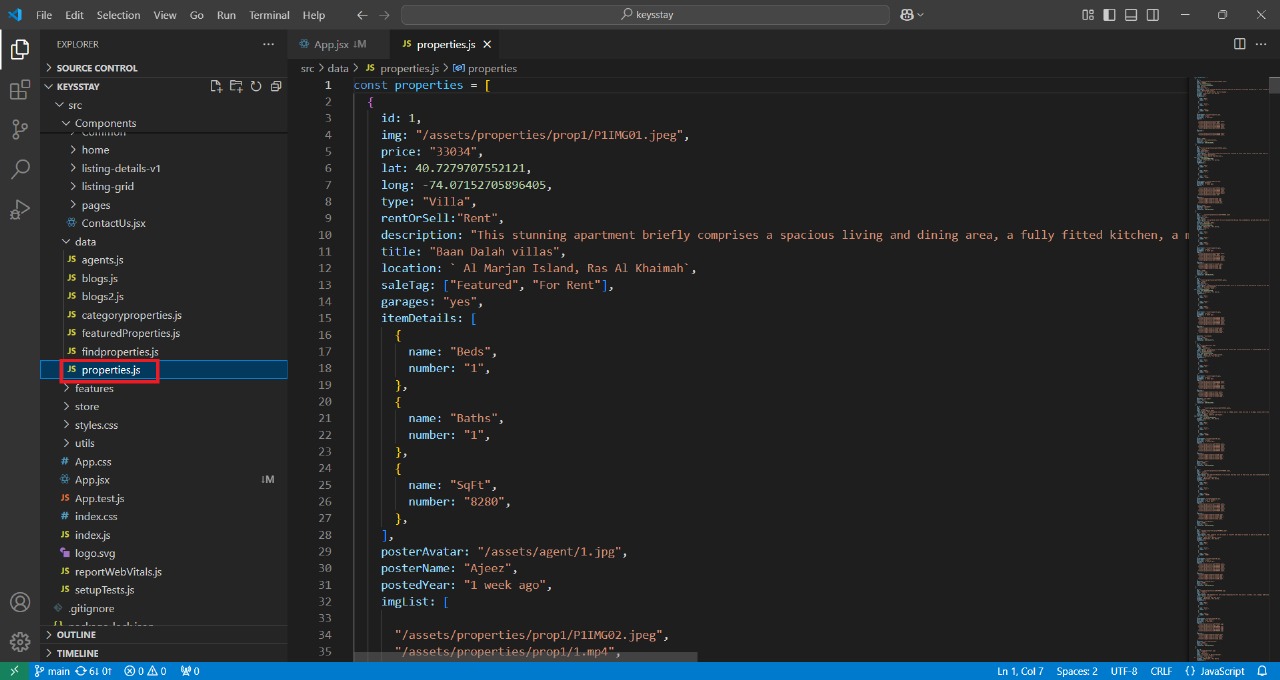 File Edit Selection View Go Run Terminal Help
keysstay
EXPLORER
SOURCE CONTROL
KEYSSTAY
src
Components
Common
home
listing-details-v1
listing-grid
pages
ContactUs.jsx
data
JS agents.js
JS blogs.js
JS blogs2.js
JS categoryproperties.js
JS featuredProperties.js
JS findproperties.js
JS properties.js
features
store
styles.css
utils
# App.css
App.jsx ↓M
JS App.test.js
# index.css
JS index.js
logo.svg
JS reportWebVitals.js
JS setupTests.js
.gitignore
OUTLINE
TIMELINE
App.jsx ↓M
JS properties.js
src > data > JS properties.js > properties
1 const properties = [
2 {
3 id: 1,
4 img: "/assets/properties/prop1/P1IMG01.jpeg",
5 price: "33034",
6 lat: 40.7279707552121,
7 long: -74.07152705896405,
8 type: "Villa",
9 rentOrSell:"Rent",
10 description: "This stunning apartment briefly comprises a spacious living and dining area, a fully fitted kitchen, a m
11 title: "Baan Dalah villas",
12 location: ` Al Marjan Island, Ras Al Khaimah`,
13 saleTag: ["Featured", "For Rent"],
14 garages: "yes",
15 itemDetails: [
16 {
17 name: "Beds",
18 number: "1",
19 },
20 {
21 name: "Baths",
22 number: "1",
23 },
24 {
25 name: "SqFt",
26 number: "8280",
27 },
28 ],
29 posterAvatar: "/assets/agent/1.jpg",
30 posterName: "Ajeez",
31 postedYear: "1 week ago",
32 imgList: [
33
34 "/assets/properties/prop1/P1IMG02.jpeg",
35 "/assets/properties/prop1/1.mp4",
main 6↓ 0↑ 0 0 0
Ln 1, Col 7 Spaces: 2 UTF-8 CRLF {} JavaScript